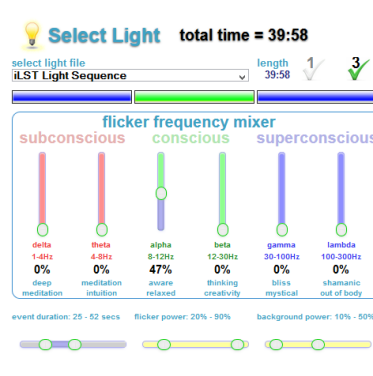 Select Light total time = 39:58
select light file length 1 3
iLST Light Sequence 39:58
flicker frequency mixer
subconscious conscious superconscious
delta theta alpha beta gamma lambda
1-4Hz 4-8Hz 8-12Hz 12-30Hz 30-100Hz 100-300Hz
0% 0% 47% 0% 0% 0%
deep meditation aware thinking bliss shamanic
meditation intuition relaxed creativity mystical out of body
event duration: 25 - 52 secs flicker power: 20% - 90% background power: 10% - 50%